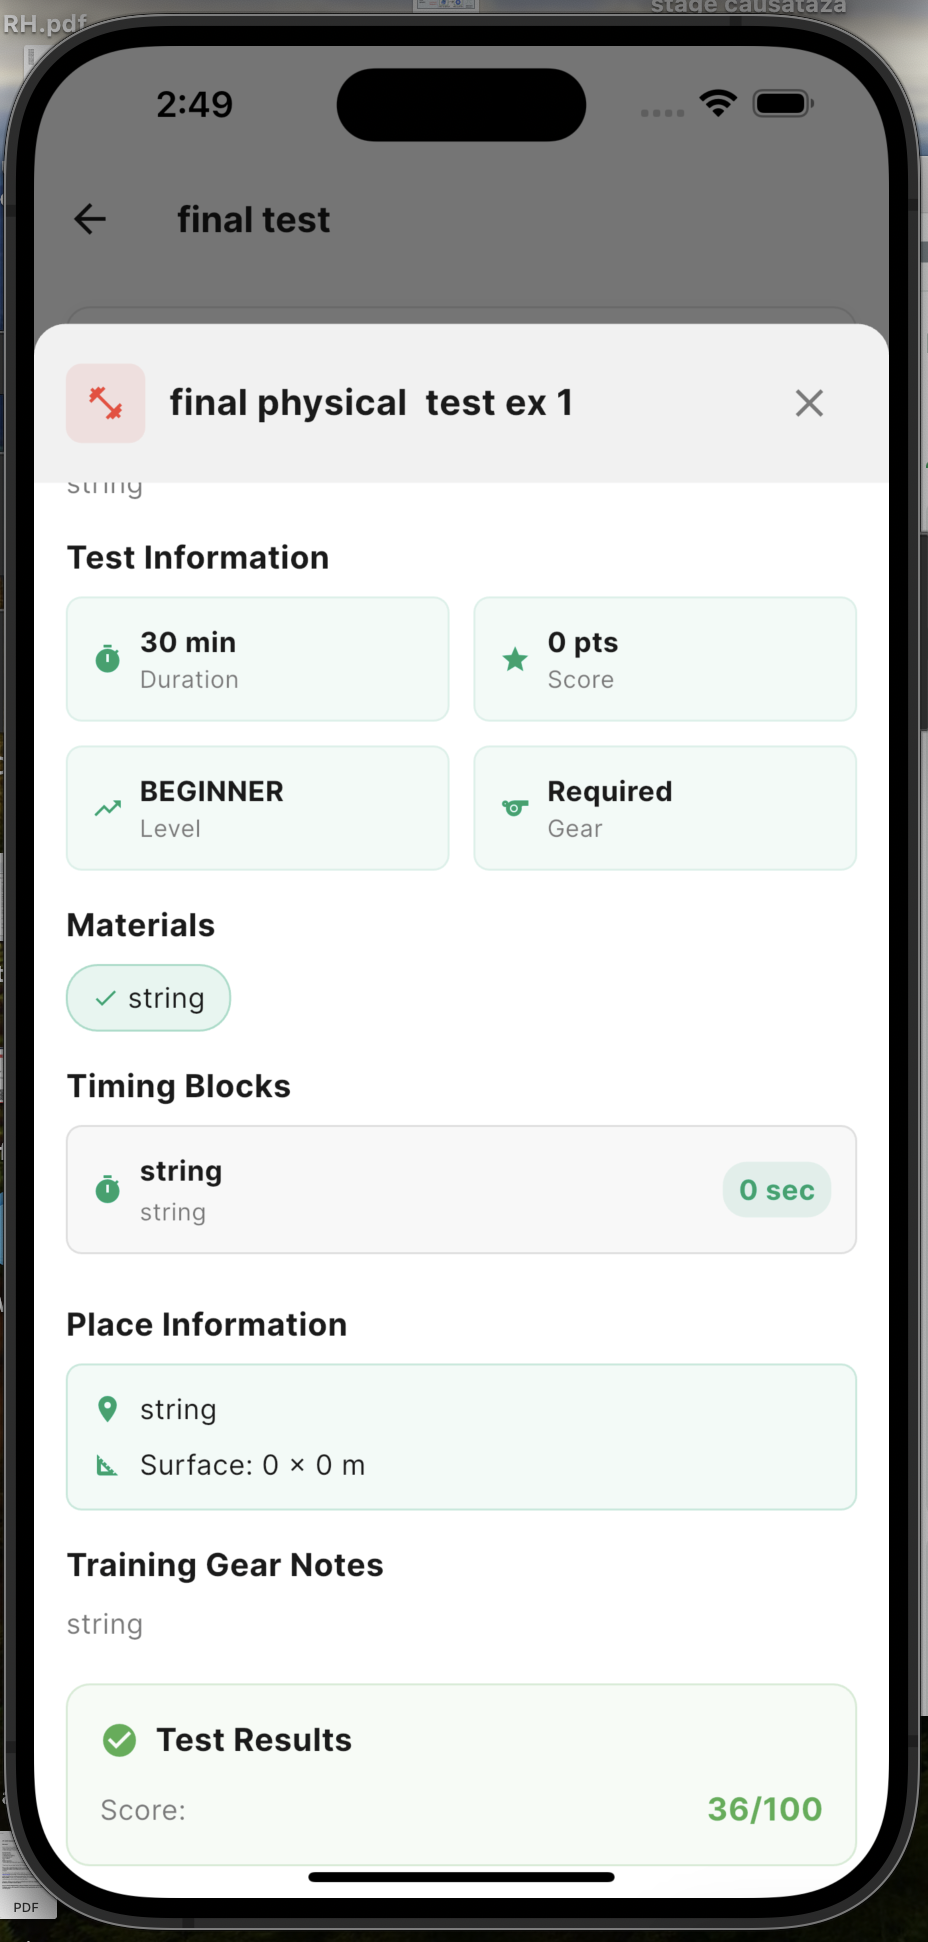 RH.pdf
stage causataza
2:49
final test
final physical  test ex 1
string
Test Information
30 min
Duration
0 pts
Score
BEGINNER
Level
Required
Gear
Materials
string
Timing Blocks
string
string
0 sec
Place Information
string
Surface: 0 × 0 m
Training Gear Notes
string
Test Results
Score:
36/100
PDF